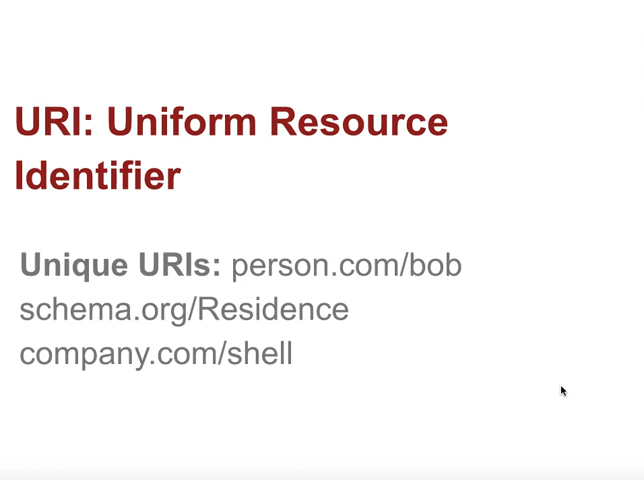 URI: Uniform Resource
Identifier
Unique URIs: person.com/bob
schema.org/Residence
company.com/shell